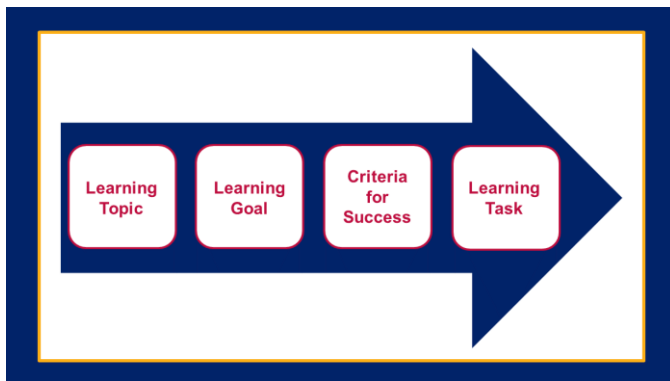 Learning
Topic
Learning
Goal
Criteria
for
Success
Learning
Task